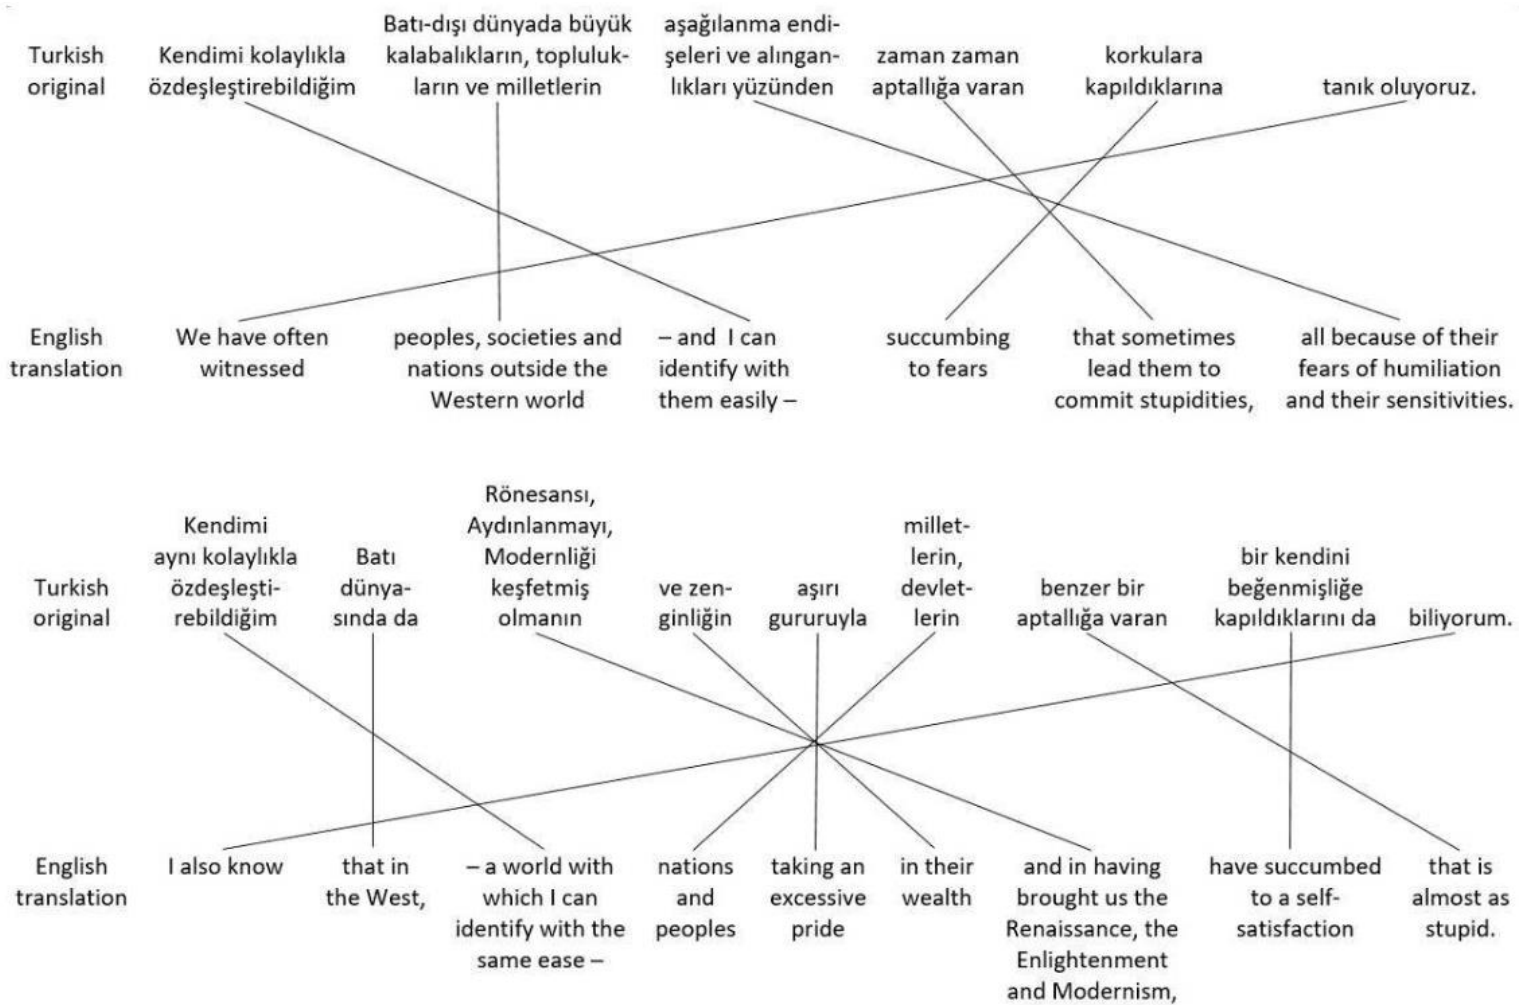 Turkish
original
Kendimi kolaylıkla
özdeşleştirebildiğim
Batı-dışı dünyada büyük
kalabalıkların, topluluk-
ların ve milletlerin
aşağılanma endi-
şeleri ve alıngan-
lıkları yüzünden
zaman zaman
aptallığa varan
korkulara
kapıldıklarına
tanık oluyoruz.
English
translation
We have often
witnessed
peoples, societies and
nations outside the
Western world
– and I can
identify with
them easily –
succumbing
to fears
that sometimes
lead them to
commit stupidities,
all because of their
fears of humiliation
and their sensitivities.
Turkish
original
Kendimi
aynı kolaylıkla
özdeşleşti-
rebildiğim
Batı
dünya-
sında da
Rönesansı,
Aydınlanmayı,
Modernliği
keşfetmiş
olmanın
ve zen-
ginliğin
aşırı
gururuyla
millet-
lerin,
devlet-
lerin
benzer bir
aptallığa varan
bir kendini
beğenmişliğe
kapıldıklarını da
biliyorum.
English
translation
I also know
that in
the West,
– a world with
which I can
identify with the
same ease –
nations
and
peoples
taking an
excessive
pride
in their
wealth
and in having
brought us the
Renaissance, the
Enlightenment
and Modernism,
have succumbed
to a self-
satisfaction
that is
almost as
stupid.